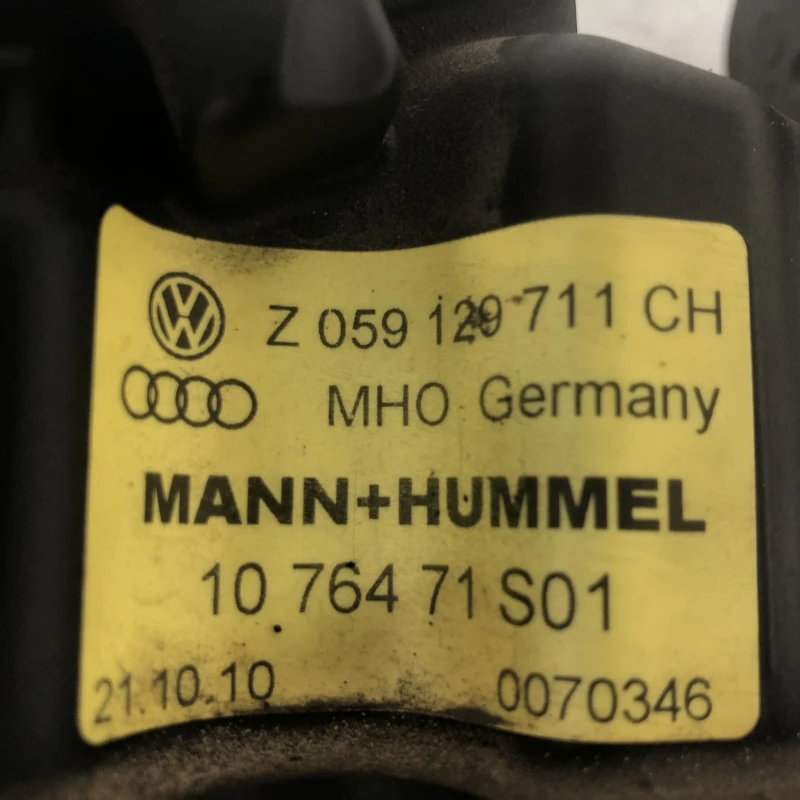 Z 059 129 711 CH
MHO Germany
MANN+HUMMEL
10 764 71 S01
21.10.10 0070346